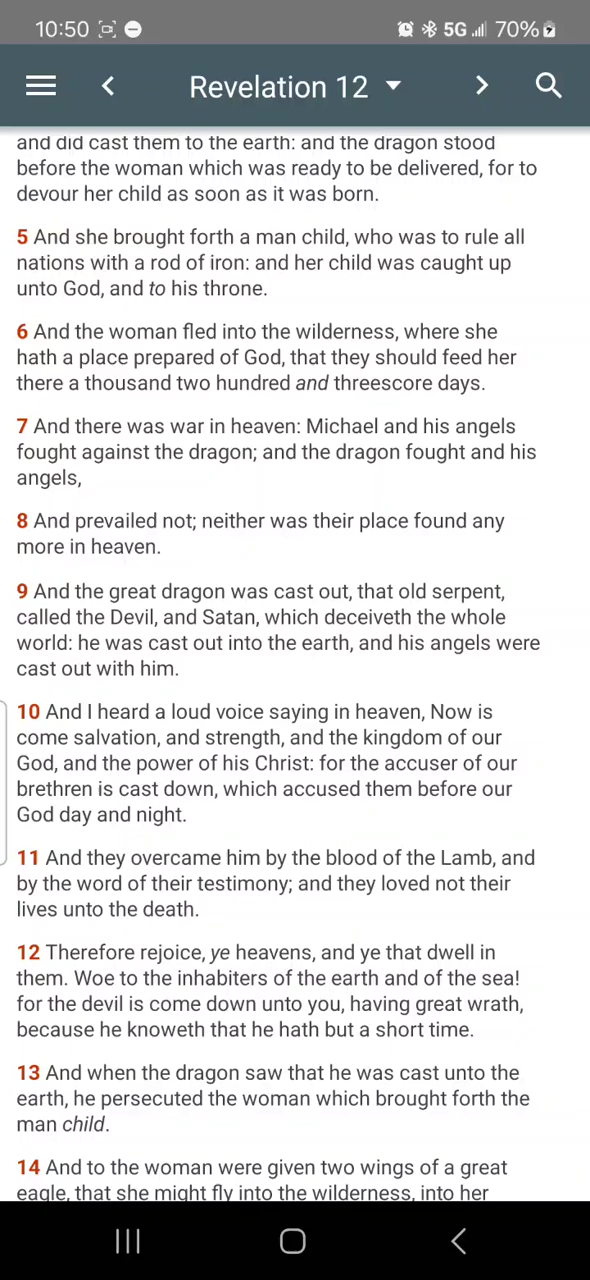 10:50 5G 70%
Revelation 12
and did cast them to the earth: and the dragon stood
before the woman which was ready to be delivered, for to
devour her child as soon as it was born.
5 And she brought forth a man child, who was to rule all
nations with a rod of iron: and her child was caught up
unto God, and to his throne.
6 And the woman fled into the wilderness, where she
hath a place prepared of God, that they should feed her
there a thousand two hundred and threescore days.
7 And there was war in heaven: Michael and his angels
fought against the dragon; and the dragon fought and his
angels,
8 And prevailed not; neither was their place found any
more in heaven.
9 And the great dragon was cast out, that old serpent,
called the Devil, and Satan, which deceiveth the whole
world: he was cast out into the earth, and his angels were
cast out with him.
10 And I heard a loud voice saying in heaven, Now is
come salvation, and strength, and the kingdom of our
God, and the power of his Christ: for the accuser of our
brethren is cast down, which accused them before our
God day and night.
11 And they overcame him by the blood of the Lamb, and
by the word of their testimony; and they loved not their
lives unto the death.
12 Therefore rejoice, ye heavens, and ye that dwell in
them. Woe to the inhabiters of the earth and of the sea!
for the devil is come down unto you, having great wrath,
because he knoweth that he hath but a short time.
13 And when the dragon saw that he was cast unto the
earth, he persecuted the woman which brought forth the
man child.
14 And to the woman were given two wings of a great
eagle, that she might fly into the wilderness, into her